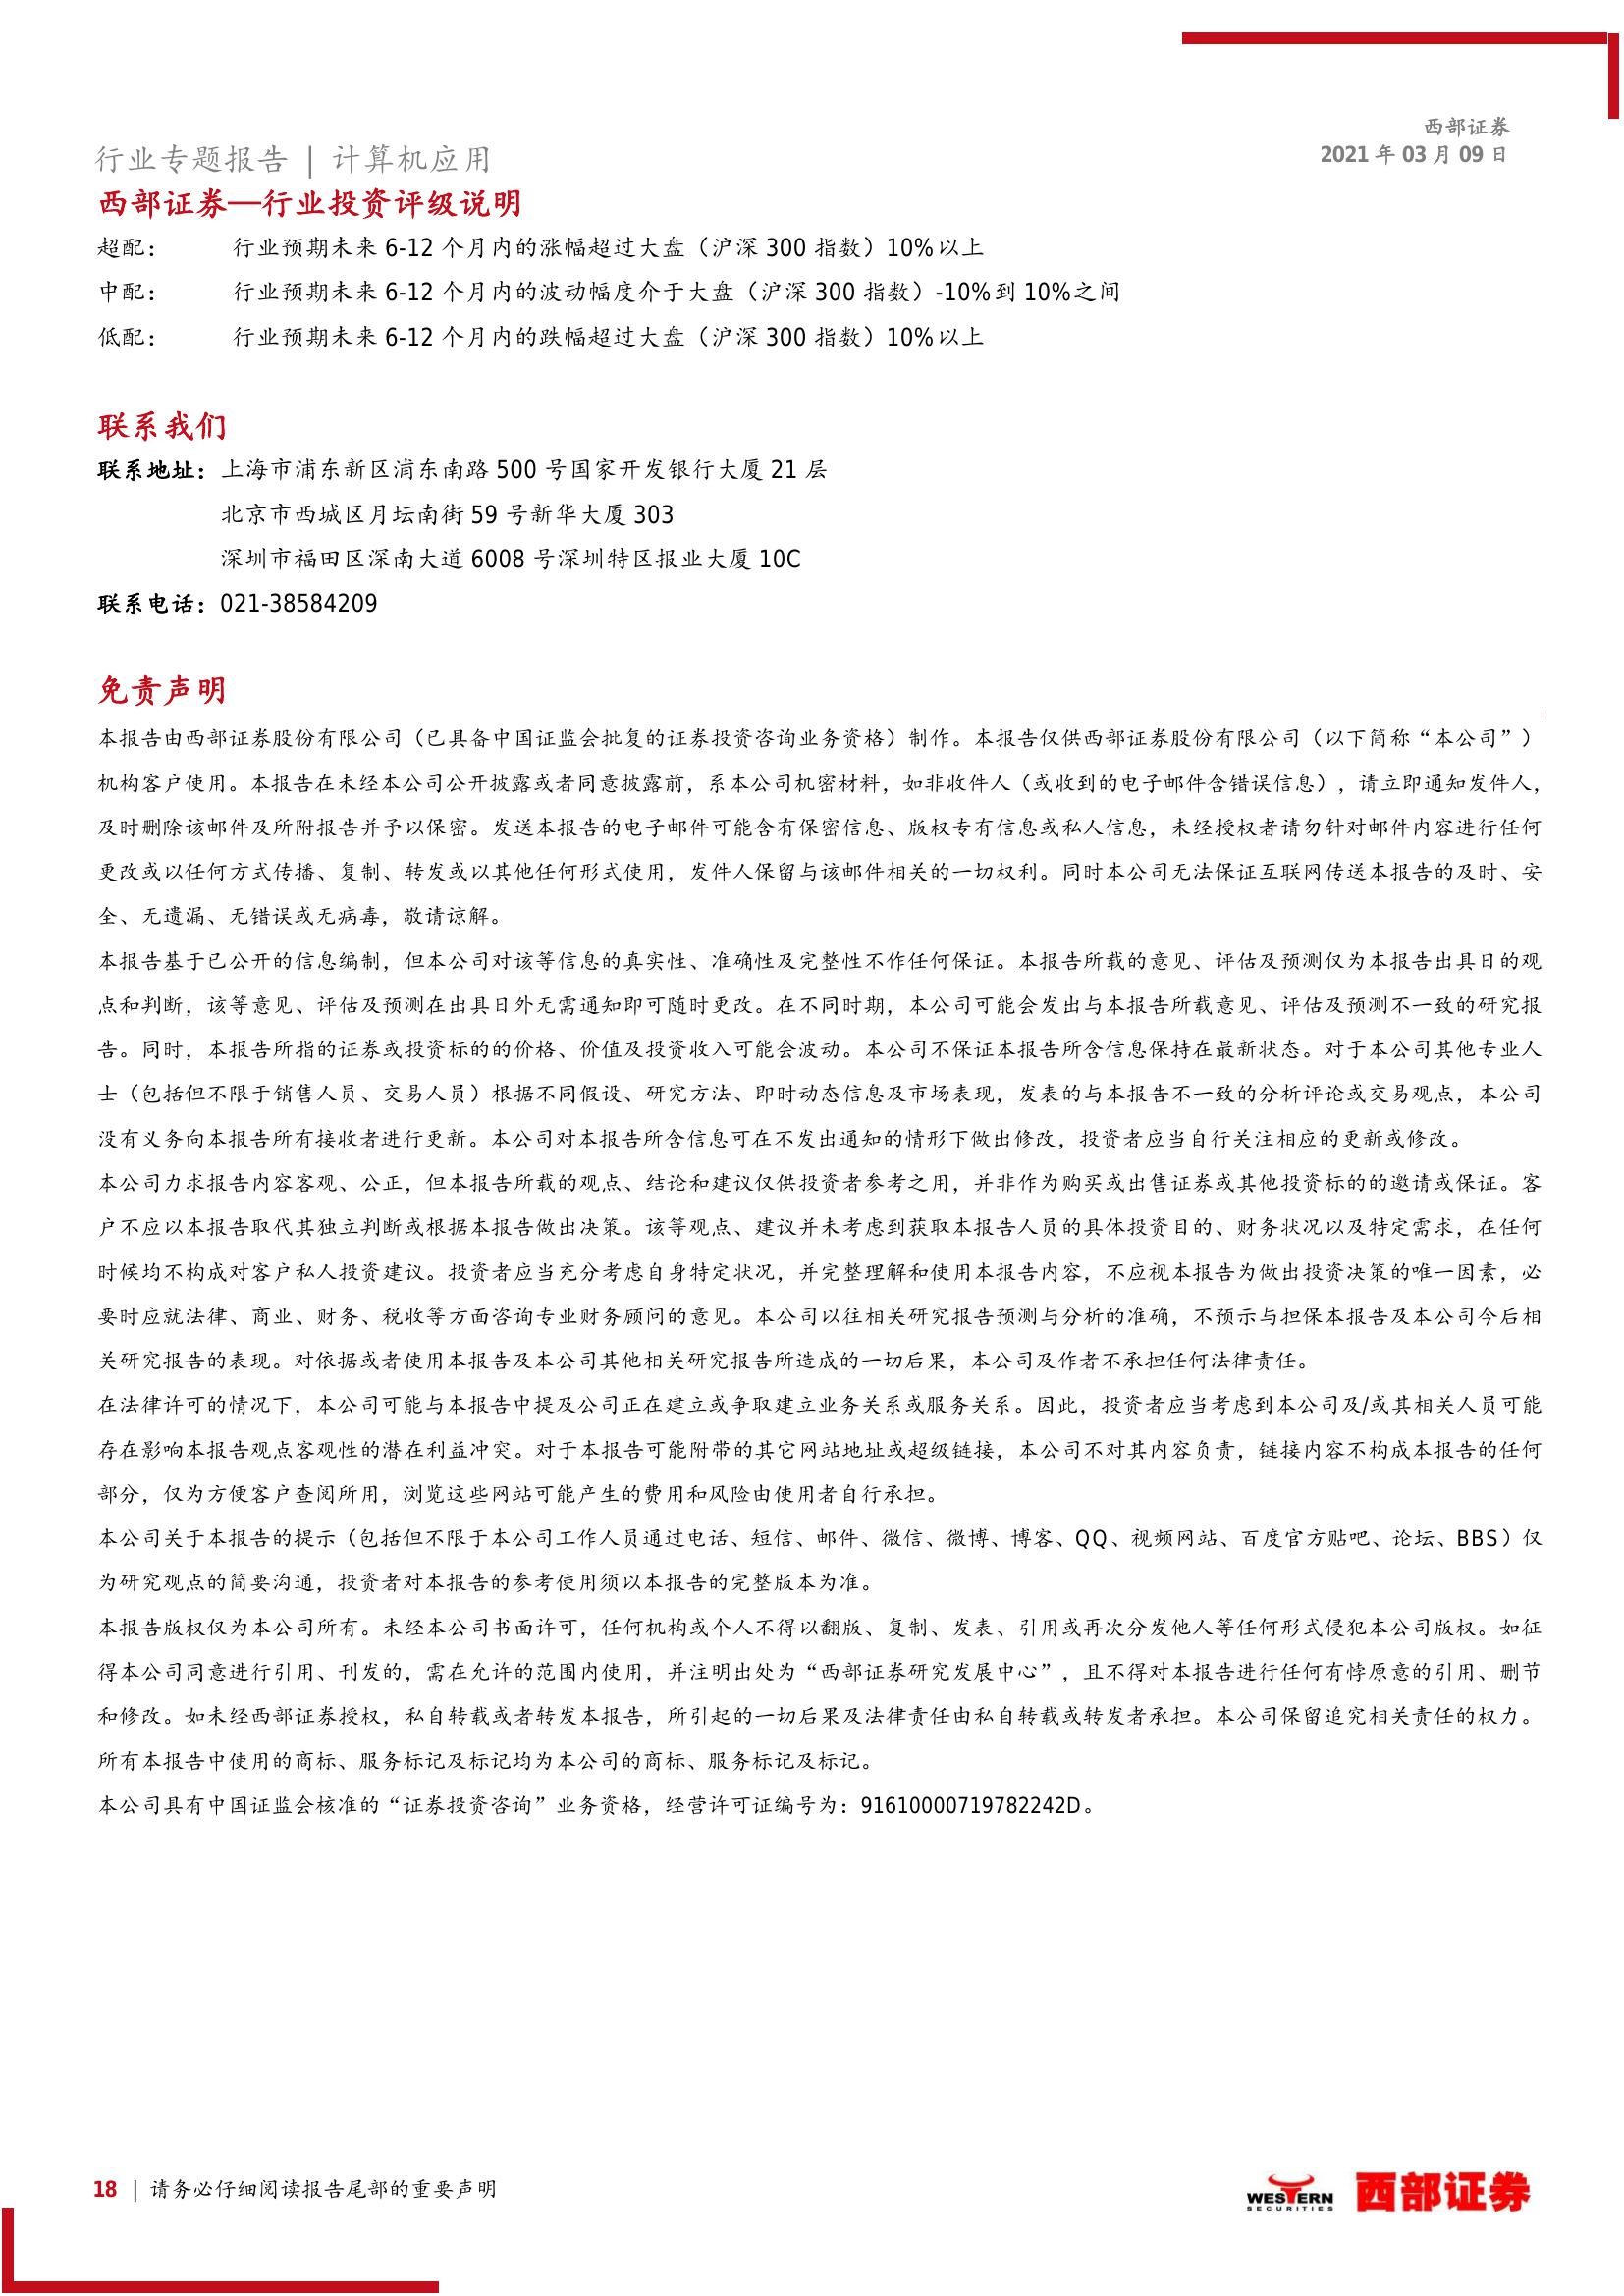 西部证券
2021 年 03 月 09 日
行业专题报告 | 计算机应用
西部证券—行业投资评级说明
超配： 行业预期未来 6-12 个月内的涨幅超过大盘（沪深 300 指数）10%以上
中配： 行业预期未来 6-12 个月内的波动幅度介于大盘（沪深 300 指数）-10%到 10%之间
低配： 行业预期未来 6-12 个月内的跌幅超过大盘（沪深 300 指数）10%以上
联系我们
联系地址：上海市浦东新区浦东南路 500 号国家开发银行大厦 21 层
北京市西城区月坛南街 59 号新华大厦 303
深圳市福田区深南大道 6008 号深圳特区报业大厦 10C
联系电话：021-38584209
免责声明
本报告由西部证券股份有限公司（已具备中国证监会批复的证券投资咨询业务资格）制作。本报告仅供西部证券股份有限公司（以下简称“本公司”）
机构客户使用。本报告在未经本公司公开披露或者同意披露前，系本公司机密材料，如非收件人（或收到的电子邮件含错误信息），请立即通知发件人，
及时删除该邮件及所附报告并予以保密。发送本报告的电子邮件可能含有保密信息、版权专有信息或私人信息，未经授权者请勿针对邮件内容进行任何
更改或以任何方式传播、复制、转发或以其他任何形式使用，发件人保留与该邮件相关的一切权利。同时本公司无法保证互联网传送本报告的及时、安
全、无遗漏、无错误或无病毒，敬请谅解。
本报告基于已公开的信息编制，但本公司对该等信息的真实性、准确性及完整性不作任何保证。本报告所载的意见、评估及预测仅为本报告出具日的观
点和判断，该等意见、评估及预测在出具日外无需通知即可随时更改。在不同时期，本公司可能会发出与本报告所载意见、评估及预测不一致的研究报
告。同时，本报告所指的证券或投资标的的价格、价值及投资收入可能会波动。本公司不保证本报告所含信息保持在最新状态。对于本公司其他专业人
士（包括但不限于销售人员、交易人员）根据不同假设、研究方法、即时动态信息及市场表现，发表的与本报告不一致的分析评论或交易观点，本公司
没有义务向本报告所有接收者进行更新。本公司对本报告所含信息可在不发出通知的情形下做出修改，投资者应当自行关注相应的更新或修改。
本公司力求报告内容客观、公正，但本报告所载的观点、结论和建议仅供投资者参考之用，并非作为购买或出售证券或其他投资标的的邀请或保证。客
户不应以本报告取代其独立判断或根据本报告做出决策。该等观点、建议并未考虑到获取本报告人员的具体投资目的、财务状况以及特定需求，在任何
时候均不构成对客户私人投资建议。投资者应当充分考虑自身特定状况，并完整理解和使用本报告内容，不应视本报告为做出投资决策的唯一因素，必
要时应就法律、商业、财务、税收等方面咨询专业财务顾问的意见。本公司以往相关研究报告预测与分析的准确，不预示与担保本报告及本公司今后相
关研究报告的表现。对依据或者使用本报告及本公司其他相关研究报告所造成的一切后果，本公司及作者不承担任何法律责任。
在法律许可的情况下，本公司可能与本报告中提及公司正在建立或争取建立业务关系或服务关系。因此，投资者应当考虑到本公司及/或其相关人员可能
存在影响本报告观点客观性的潜在利益冲突。对于本报告可能附带的其它网站地址或超级链接，本公司不对其内容负责，链接内容不构成本报告的任何
部分，仅为方便客户查阅所用，浏览这些网站可能产生的费用和风险由使用者自行承担。
本公司关于本报告的提示（包括但不限于本公司工作人员通过电话、短信、邮件、微信、微博、博客、QQ、视频网站、百度官方贴吧、论坛、BBS）仅
为研究观点的简要沟通，投资者对本报告的参考使用须以本报告的完整版本为准。
本报告版权仅为本公司所有。未经本公司书面许可，任何机构或个人不得以翻版、复制、发表、引用或再次分发他人等任何形式侵犯本公司版权。如征
得本公司同意进行引用、刊发的，需在允许的范围内使用，并注明出处为“西部证券研究发展中心”，且不得对本报告进行任何有悖原意的引用、删节
和修改。如未经西部证券授权，私自转载或者转发本报告，所引起的一切后果及法律责任由私自转载或转发者承担。本公司保留追究相关责任的权力。
所有本报告中使用的商标、服务标记及标记均为本公司的商标、服务标记及标记。
本公司具有中国证监会核准的“证券投资咨询”业务资格，经营许可证编号为：91610000719782242D。
18 | 请务必仔细阅读报告尾部的重要声明
WESTERN
SECURITIES
西部证券